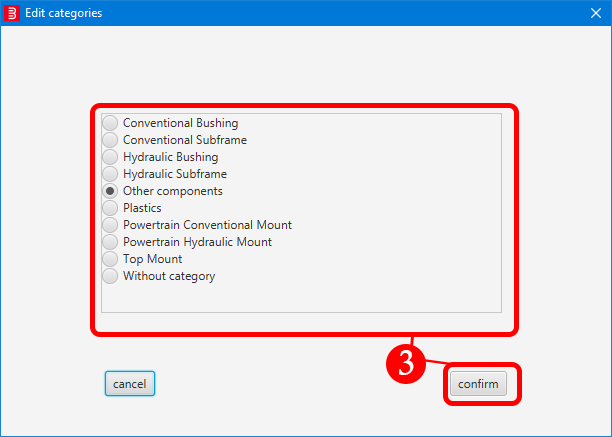 Edit categories
Conventional Bushing
Conventional Subframe
Hydraulic Bushing
Hydraulic Subframe
Other components
Plastics
Powertrain Conventional Mount
Powertrain Hydraulic Mount
Top Mount
Without category
3
cancel
confirm